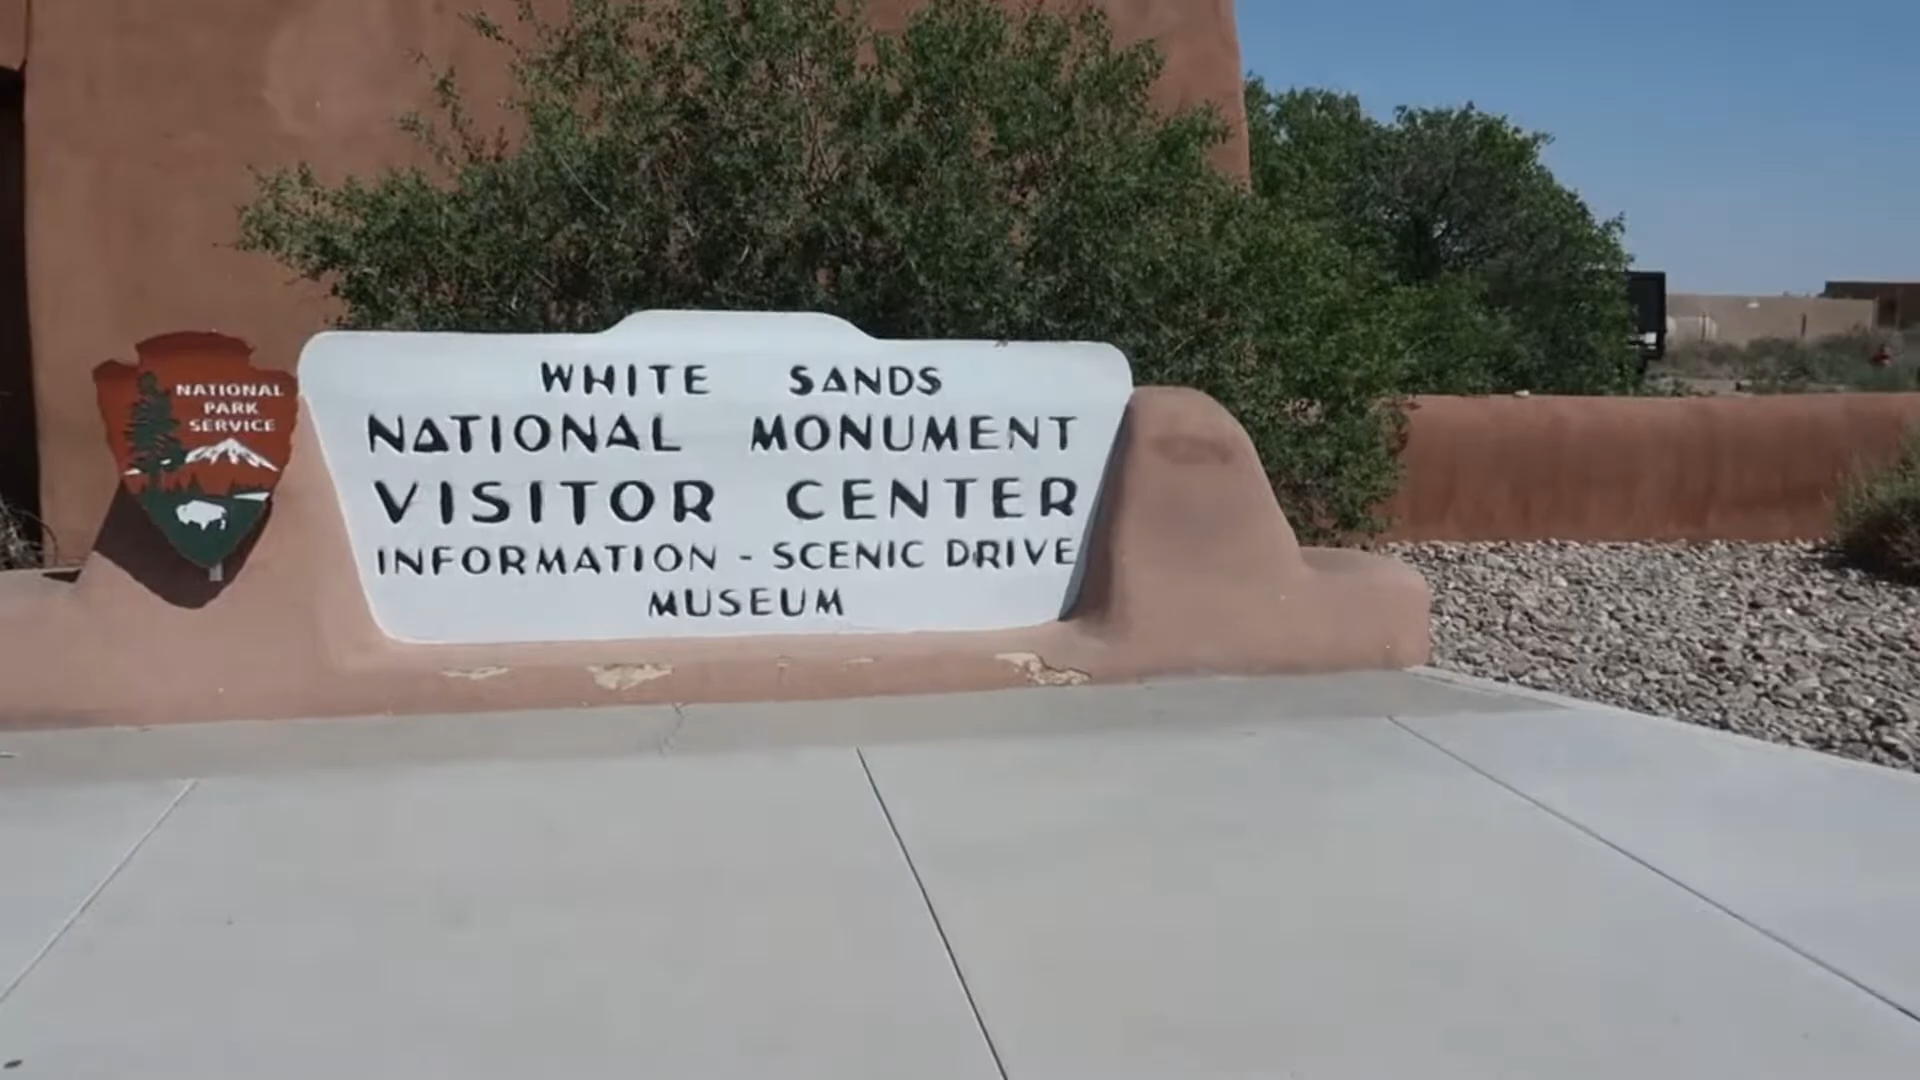 NATIONAL
PARK
SERVICE
WHITE SANDS
NATIONAL MONUMENT
VISITOR CENTER
INFORMATION - SCENIC DRIVE
MUSEUM